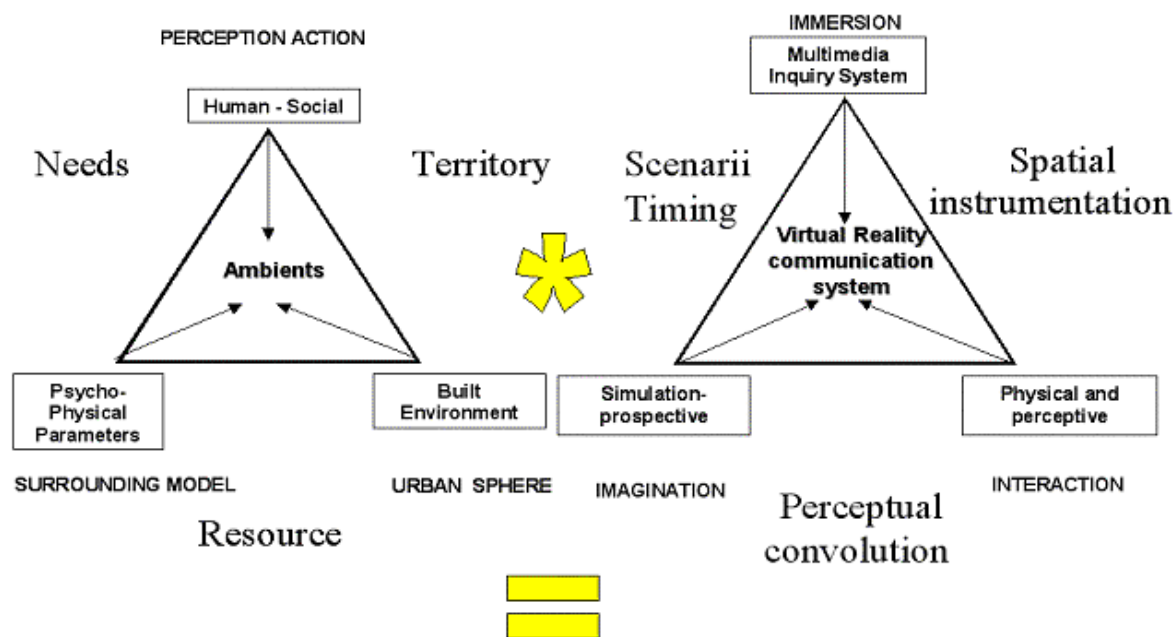 PERCEPTION ACTION
Human - Social
Needs
Territory
Ambients
Psycho-
Physical
Parameters
Built
Environment
SURROUNDING MODEL
URBAN SPHERE
Resource
*
IMMERSION
Multimedia
Inquiry System
Scenarii
Timing
Spatial
instrumentation
Virtual Reality
communication
system
Simulation-
prospective
Physical and
perceptive
IMAGINATION
INTERACTION
Perceptual
convolution
=